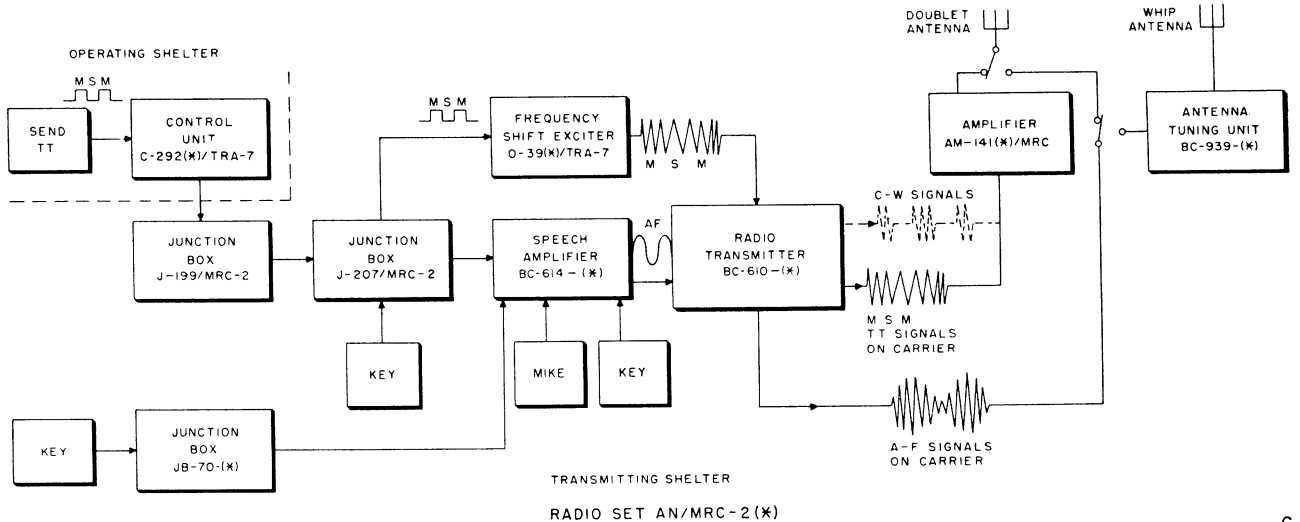 DOUBLET
ANTENNA
WHIP
ANTENNA
OPERATING SHELTER
M S M
SEND
TT
CONTROL
UNIT
C-292(*)/TRA-7
M S M
FREQUENCY
SHIFT EXCITER
O-39(*)/TRA-7
M S M
AMPLIFIER
AM-141(*)/MRC
ANTENNA
TUNING UNIT
BC-939-(*)
JUNCTION
BOX
J-199/MRC-2
JUNCTION
BOX
J-207/MRC-2
SPEECH
AMPLIFIER
BC-614-(*)
AF
RADIO
TRANSMITTER
BC-610-(*)
C-W SIGNALS
M S M
TT SIGNALS
ON CARRIER
KEY
MIKE
KEY
KEY
JUNCTION
BOX
JB-70-(*)
A-F SIGNALS
ON CARRIER
TRANSMITTING SHELTER
RADIO SET AN/MRC-2(*)